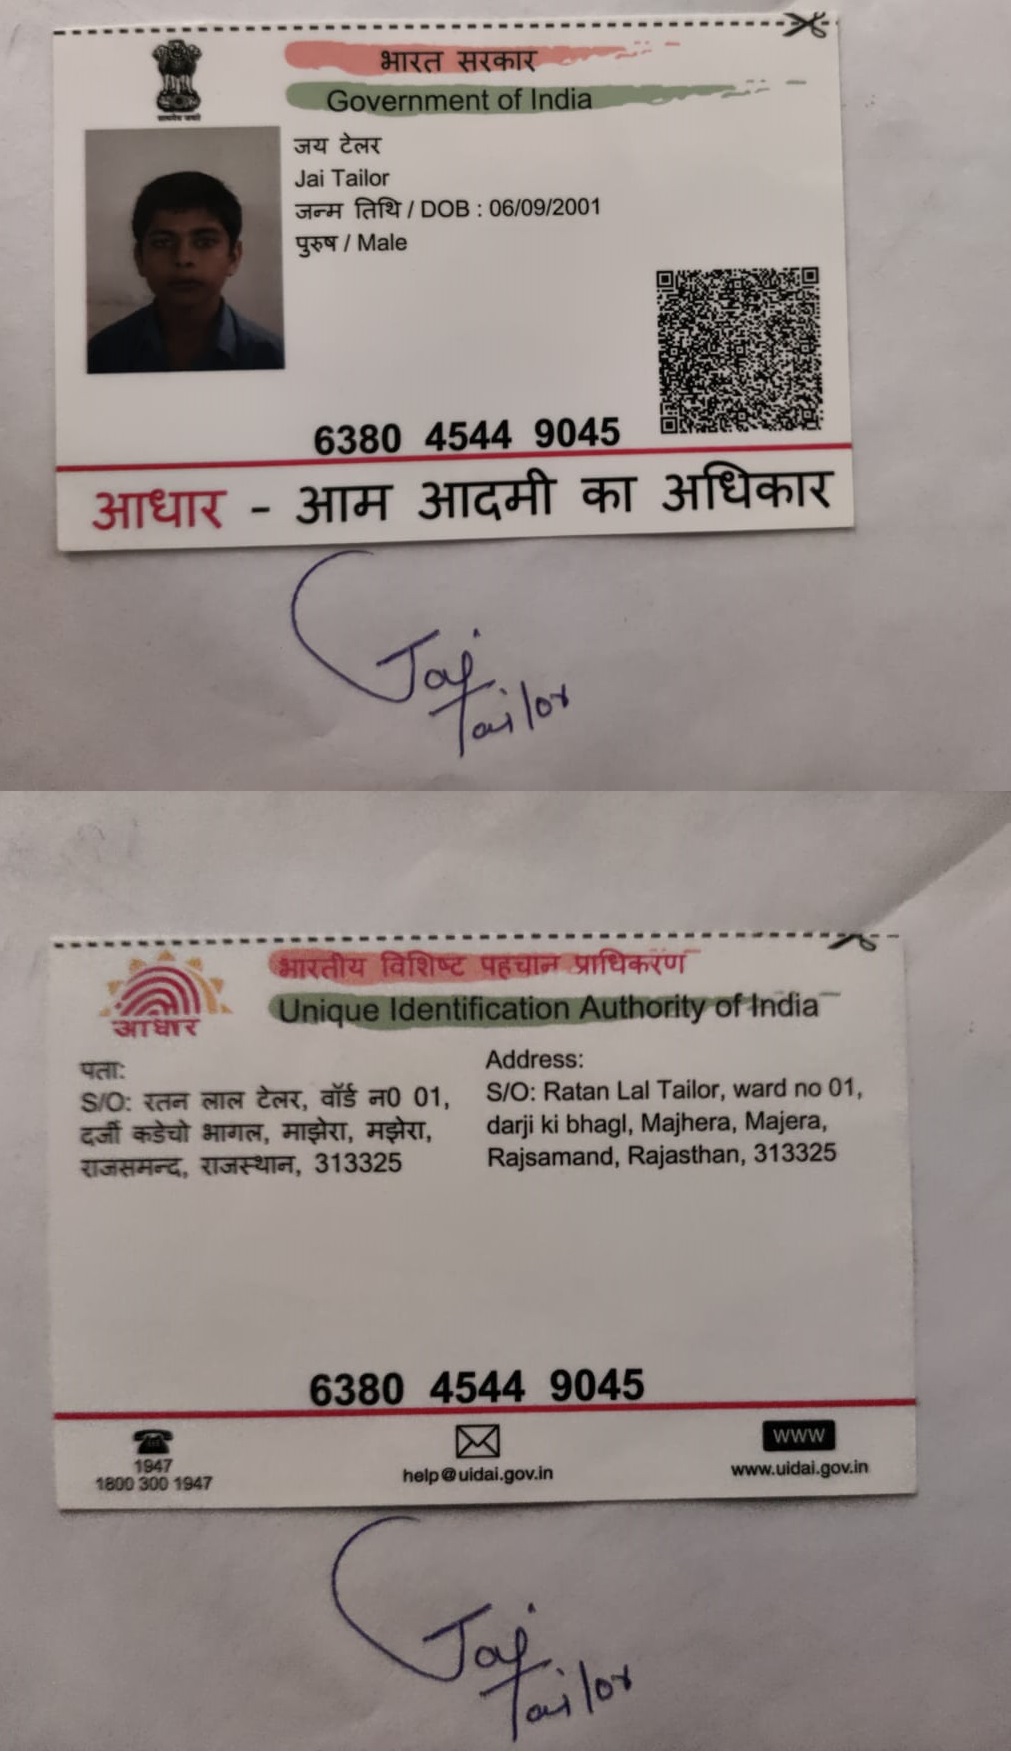 भारत सरकार
Government of India
जय टेलर
Jai Tailor
जन्म तिथि / DOB : 06/09/2001
पुरुष / Male
6380 4544 9045
आधार - आम आदमी का अधिकार
Jai
Tailor
भारतीय विशिष्ट पहचान प्राधिकरण
Unique Identification Authority of India
आधार
पता:
S/O: रतन लाल टेलर, वॉर्ड न0 01,
दर्जी कडेचो भागल, माझेरा, मझेरा,
राजसमन्द, राजस्थान, 313325
Address:
S/O: Ratan Lal Tailor, ward no 01,
darji ki bhagl, Majhera, Majera,
Rajsamand, Rajasthan, 313325
6380 4544 9045
1947
1800 300 1947
help@uidai.gov.in
WWW
www.uidai.gov.in
Jai
Tailor